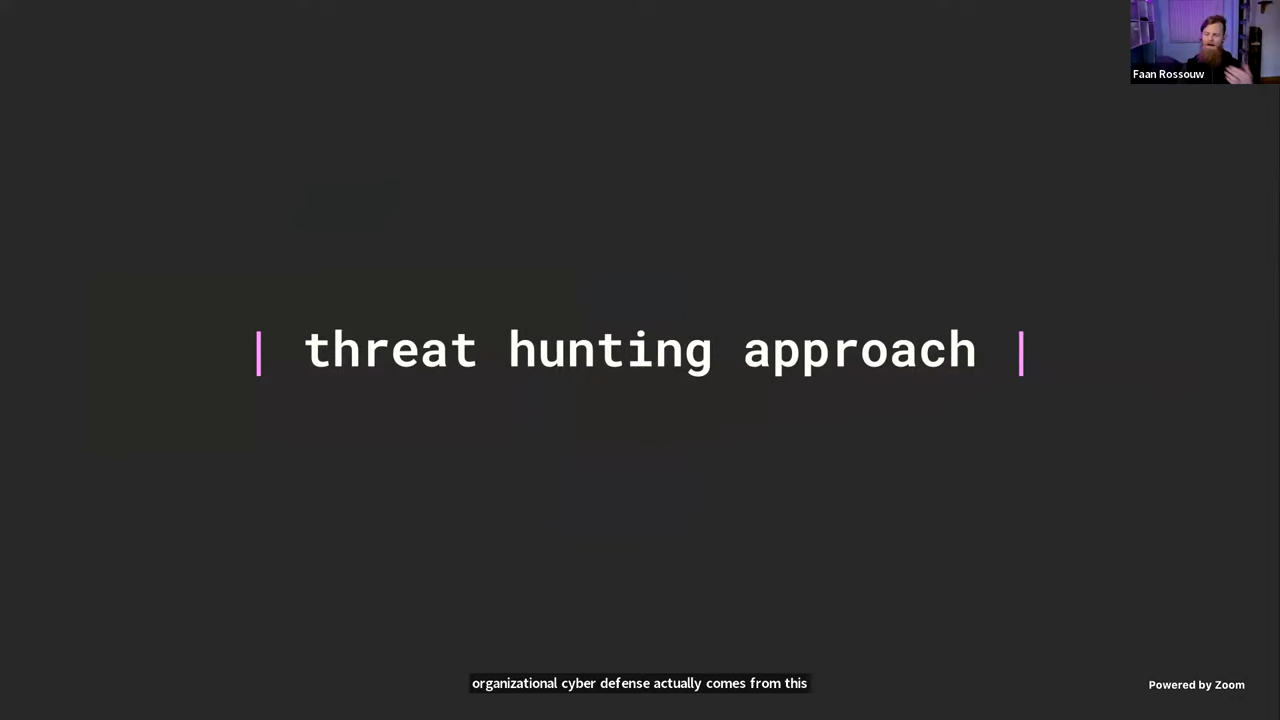 Faan Rossouw
| threat hunting approach |
organizational cyber defense actually comes from this
Powered by Zoom